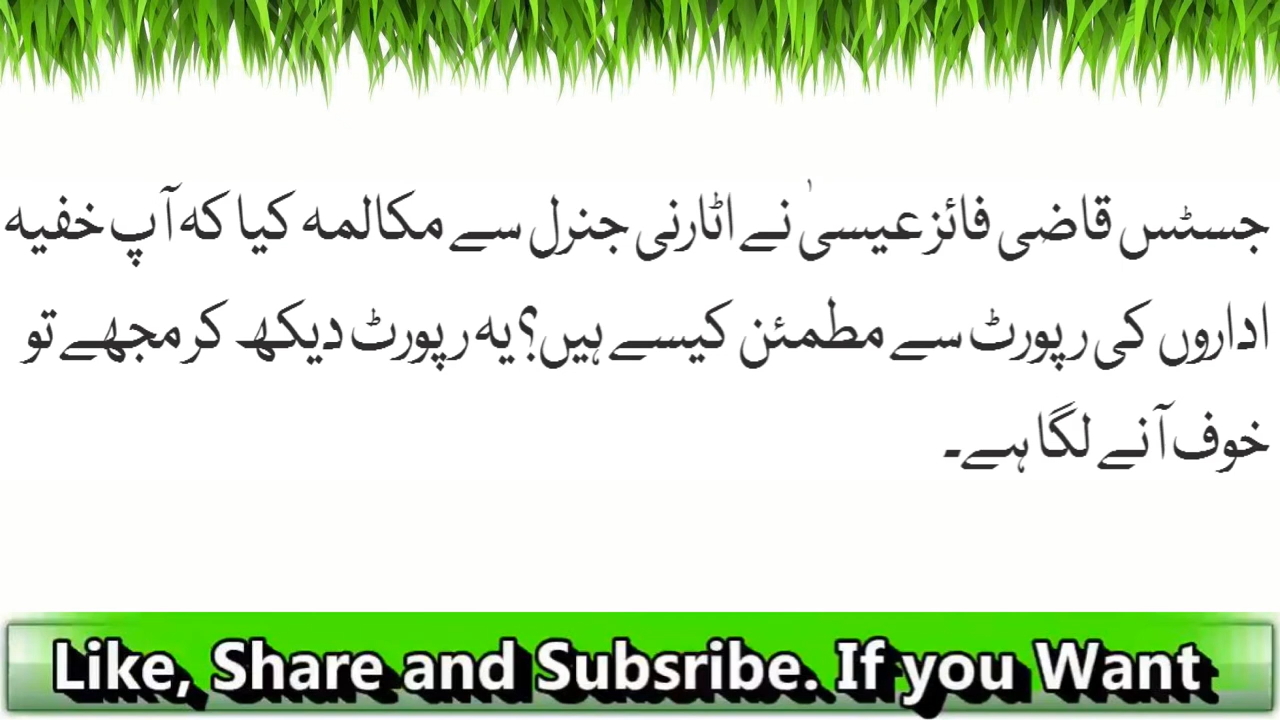 جسٹس قاضی فائز عیسیٰ نے اٹارنی جنرل سے مکالمہ کیا کہ آپ خفیہ
اداروں کی رپورٹ سے مطمئن کیسے ہیں؟ یہ رپورٹ دیکھ کر مجھے تو
خوف آنے لگا ہے۔
Like, Share and Subsribe. If you Want